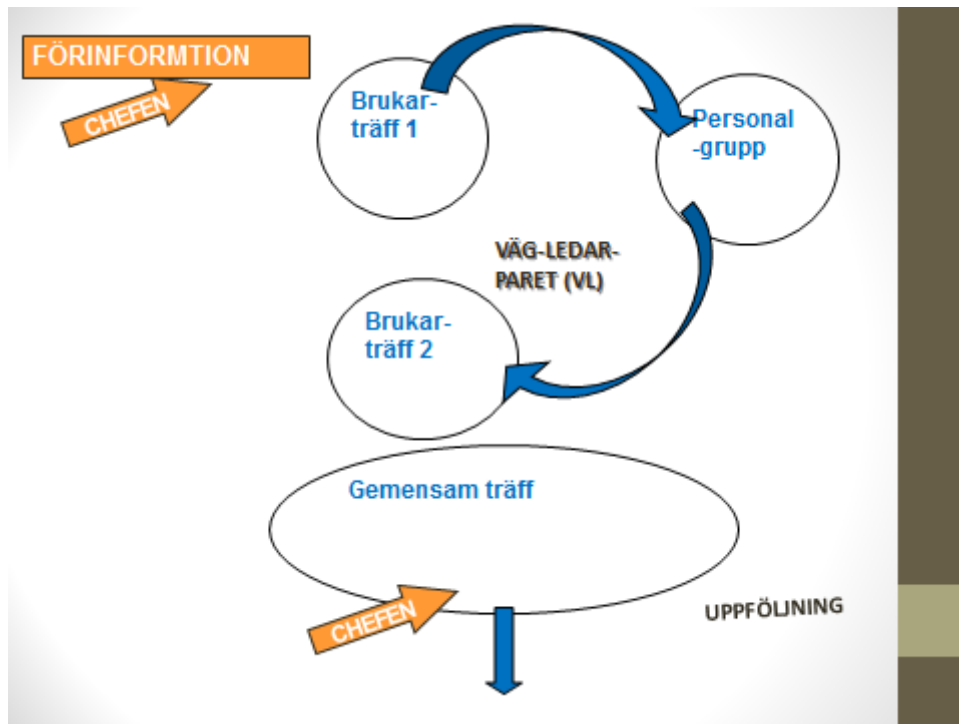 FÖRINFORMTION
CHEFEN
Brukar-
träff 1
Personal
-grupp
VÄG-LEDAR-
PARET (VL)
Brukar-
träff 2
Gemensam träff
CHEFEN
UPPFÖLJNING